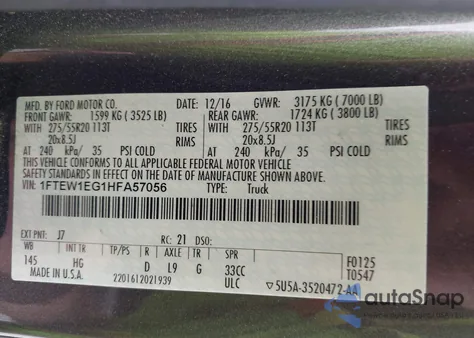 MFD. BY FORD MOTOR CO. DATE: 12/16 GVWR: 3175 KG ( 7000 LB)
FRONT GAWR: 1599 KG ( 3525 LB) REAR GAWR: 1724 KG ( 3800 LB)
WITH 275/55R20 113T TIRES WITH 275/55R20 113T TIRES
20x8.5J RIMS 20x8.5J RIMS
AT 240 kPa/ 35 PSI COLD AT 240 kPa/ 35 PSI COLD
THIS VEHICLE CONFORMS TO ALL APPLICABLE FEDERAL MOTOR VEHICLE
SAFETY STANDARDS IN EFFECT ON THE DATE OF MANUFACTURE SHOWN ABOVE.
VIN: 1FTEW1EG1HFA57056 TYPE: Truck
EXT PNT: J7 RC: 21 DSO:
WB INT TR TP/PS R AXLE TR SPR
145 HG D L9 G 33CC F0125
MADE IN U.S.A. 2201612021939 ULC T0547
▽5U5A-3520472-AA
autoSnap